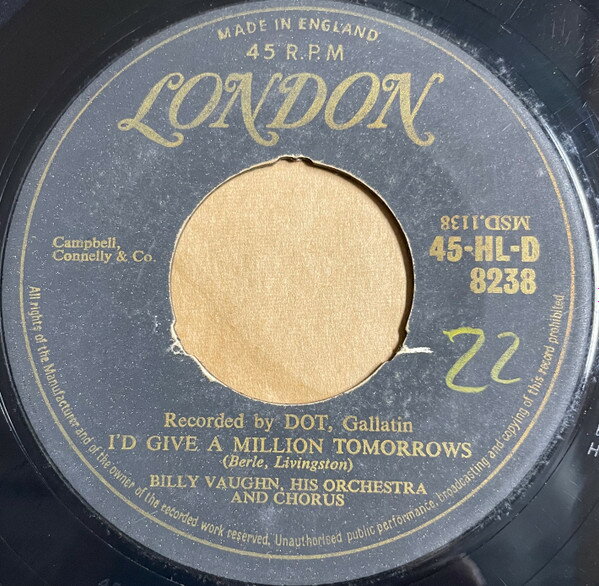 MADE IN ENGLAND
45 R.P.M
LONDON
Campbell,
Connelly & Co.
MSD.1138
45-HL-D
8238
22
Recorded by DOT, Gallatin
I'D GIVE A MILLION TOMORROWS
(Berle, Livingston)
BILLY VAUGHN, HIS ORCHESTRA
AND CHORUS
All rights of the Manufacturer and of the owner of the recorded work reserved. Unauthorised public performance, broadcasting and copying of this record prohibited.